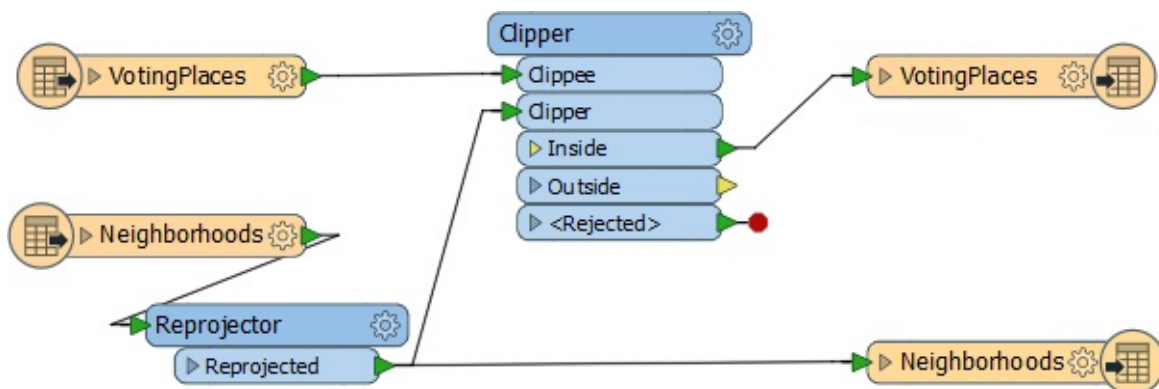 Clipper
VotingPlaces
Clippee
VotingPlaces
Clipper
Inside
Outside
Neighborhoods
<Rejected>
Reprojector
Reprojected
Neighborhoods